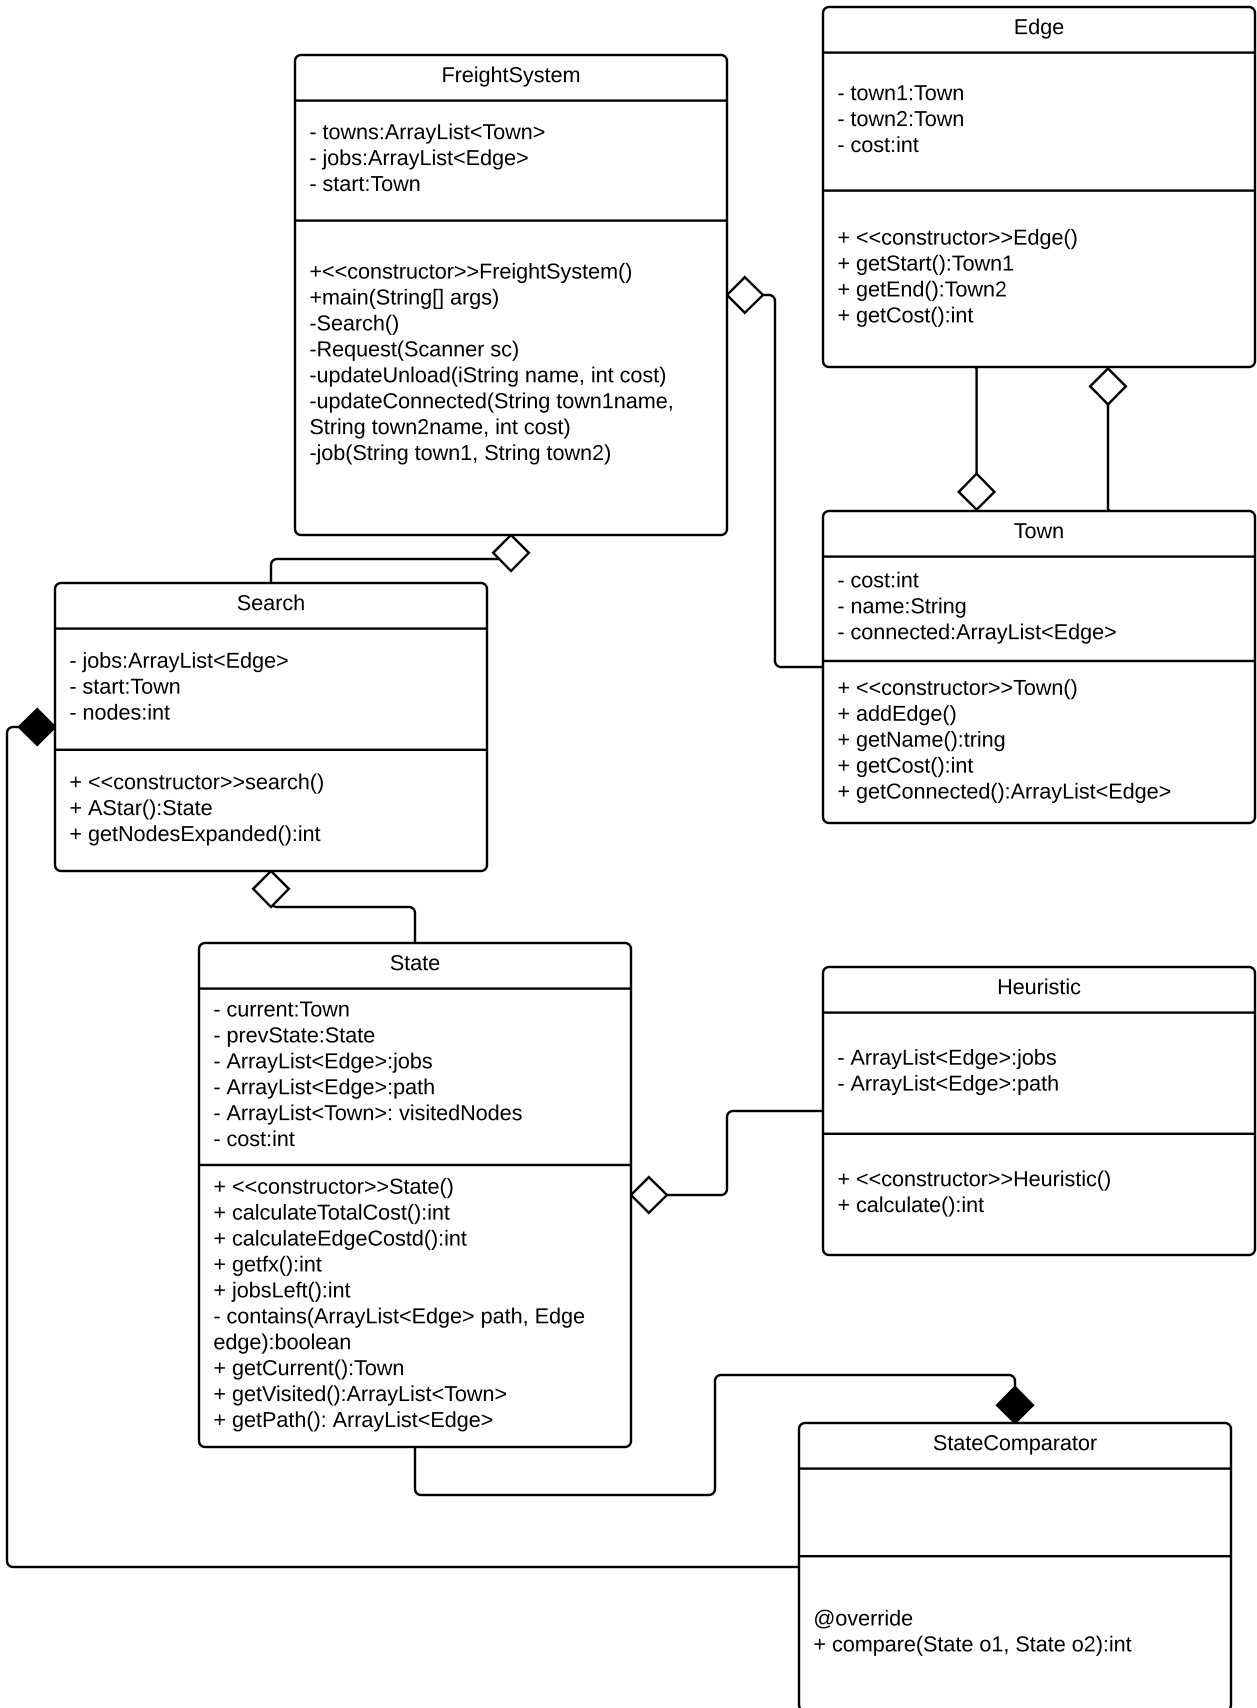 Edge
- town1:Town
- town2:Town
- cost:int
+ <<constructor>>Edge()
+ getStart():Town1
+ getEnd():Town2
+ getCost():int
FreightSystem
- towns:ArrayList<Town>
- jobs:ArrayList<Edge>
- start:Town
+<<constructor>>FreightSystem()
+main(String[] args)
-Search()
-Request(Scanner sc)
-updateUnload(iString name, int cost)
-updateConnected(String town1name,
String town2name, int cost)
-job(String town1, String town2)
Town
- cost:int
- name:String
- connected:ArrayList<Edge>
+ <<constructor>>Town()
+ addEdge()
+ getName():tring
+ getCost():int
+ getConnected():ArrayList<Edge>
Search
- jobs:ArrayList<Edge>
- start:Town
- nodes:int
+ <<constructor>>search()
+ AStar():State
+ getNodesExpanded():int
State
- current:Town
- prevState:State
- ArrayList<Edge>:jobs
- ArrayList<Edge>:path
- ArrayList<Town>: visitedNodes
- cost:int
+ <<constructor>>State()
+ calculateTotalCost():int
+ calculateEdgeCostd():int
+ getfx():int
+ jobsLeft():int
- contains(ArrayList<Edge> path, Edge
edge):boolean
+ getCurrent():Town
+ getVisited():ArrayList<Town>
+ getPath(): ArrayList<Edge>
Heuristic
- ArrayList<Edge>:jobs
- ArrayList<Edge>:path
+ <<constructor>>Heuristic()
+ calculate():int
StateComparator
@override
+ compare(State o1, State o2):int